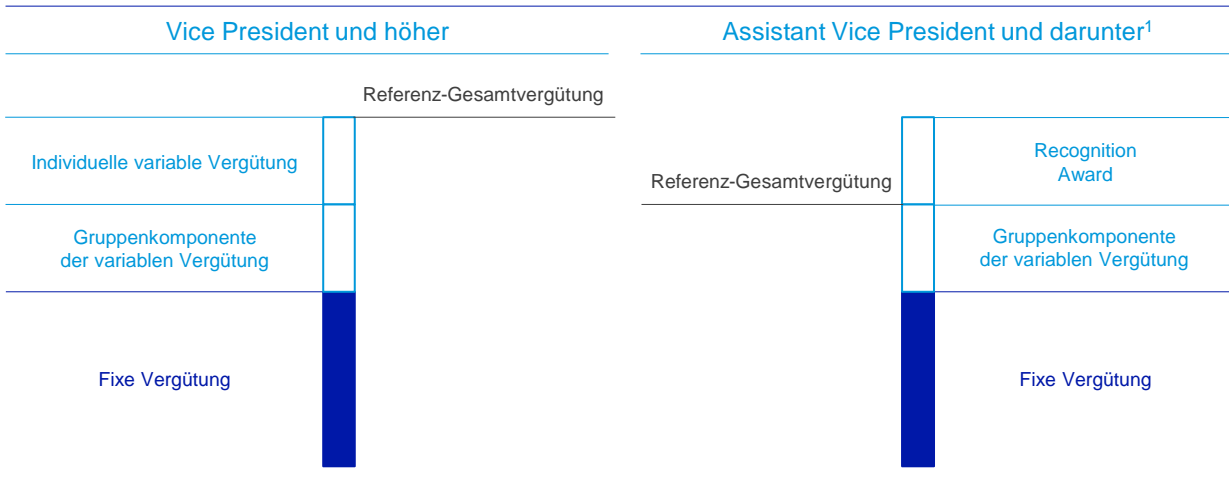 Vice President und höher
Referenz-Gesamtvergütung
Individuelle variable Vergütung
Gruppenkomponente
der variablen Vergütung
Fixe Vergütung
Assistant Vice President und darunter¹
Recognition
Award
Referenz-Gesamtvergütung
Gruppenkomponente
der variablen Vergütung
Fixe Vergütung